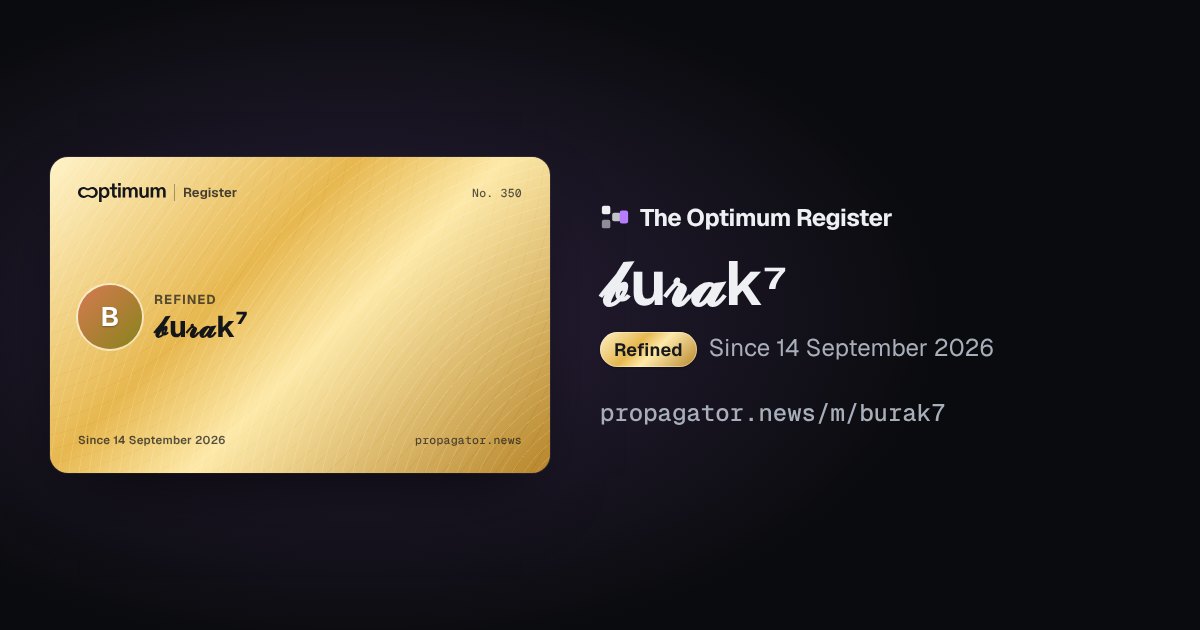 optimum | Register
No. 350
B
REFINED
𝓫u𝓻𝓪k⁷
Since 14 September 2026
propagator.news
The Optimum Register
𝓫u𝓻𝓪k⁷
Refined
Since 14 September 2026
propagator.news/m/burak7